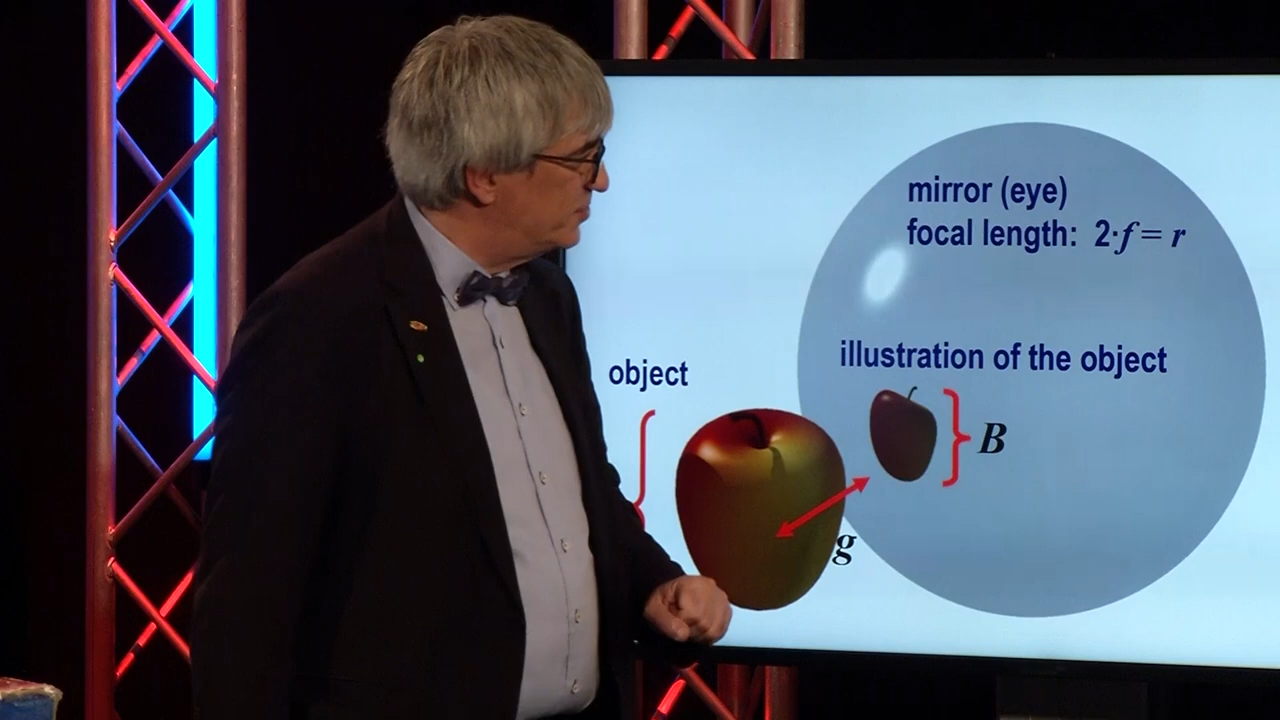 mirror (eye)
focal length: 2·f = r
illustration of the object
object
B
g